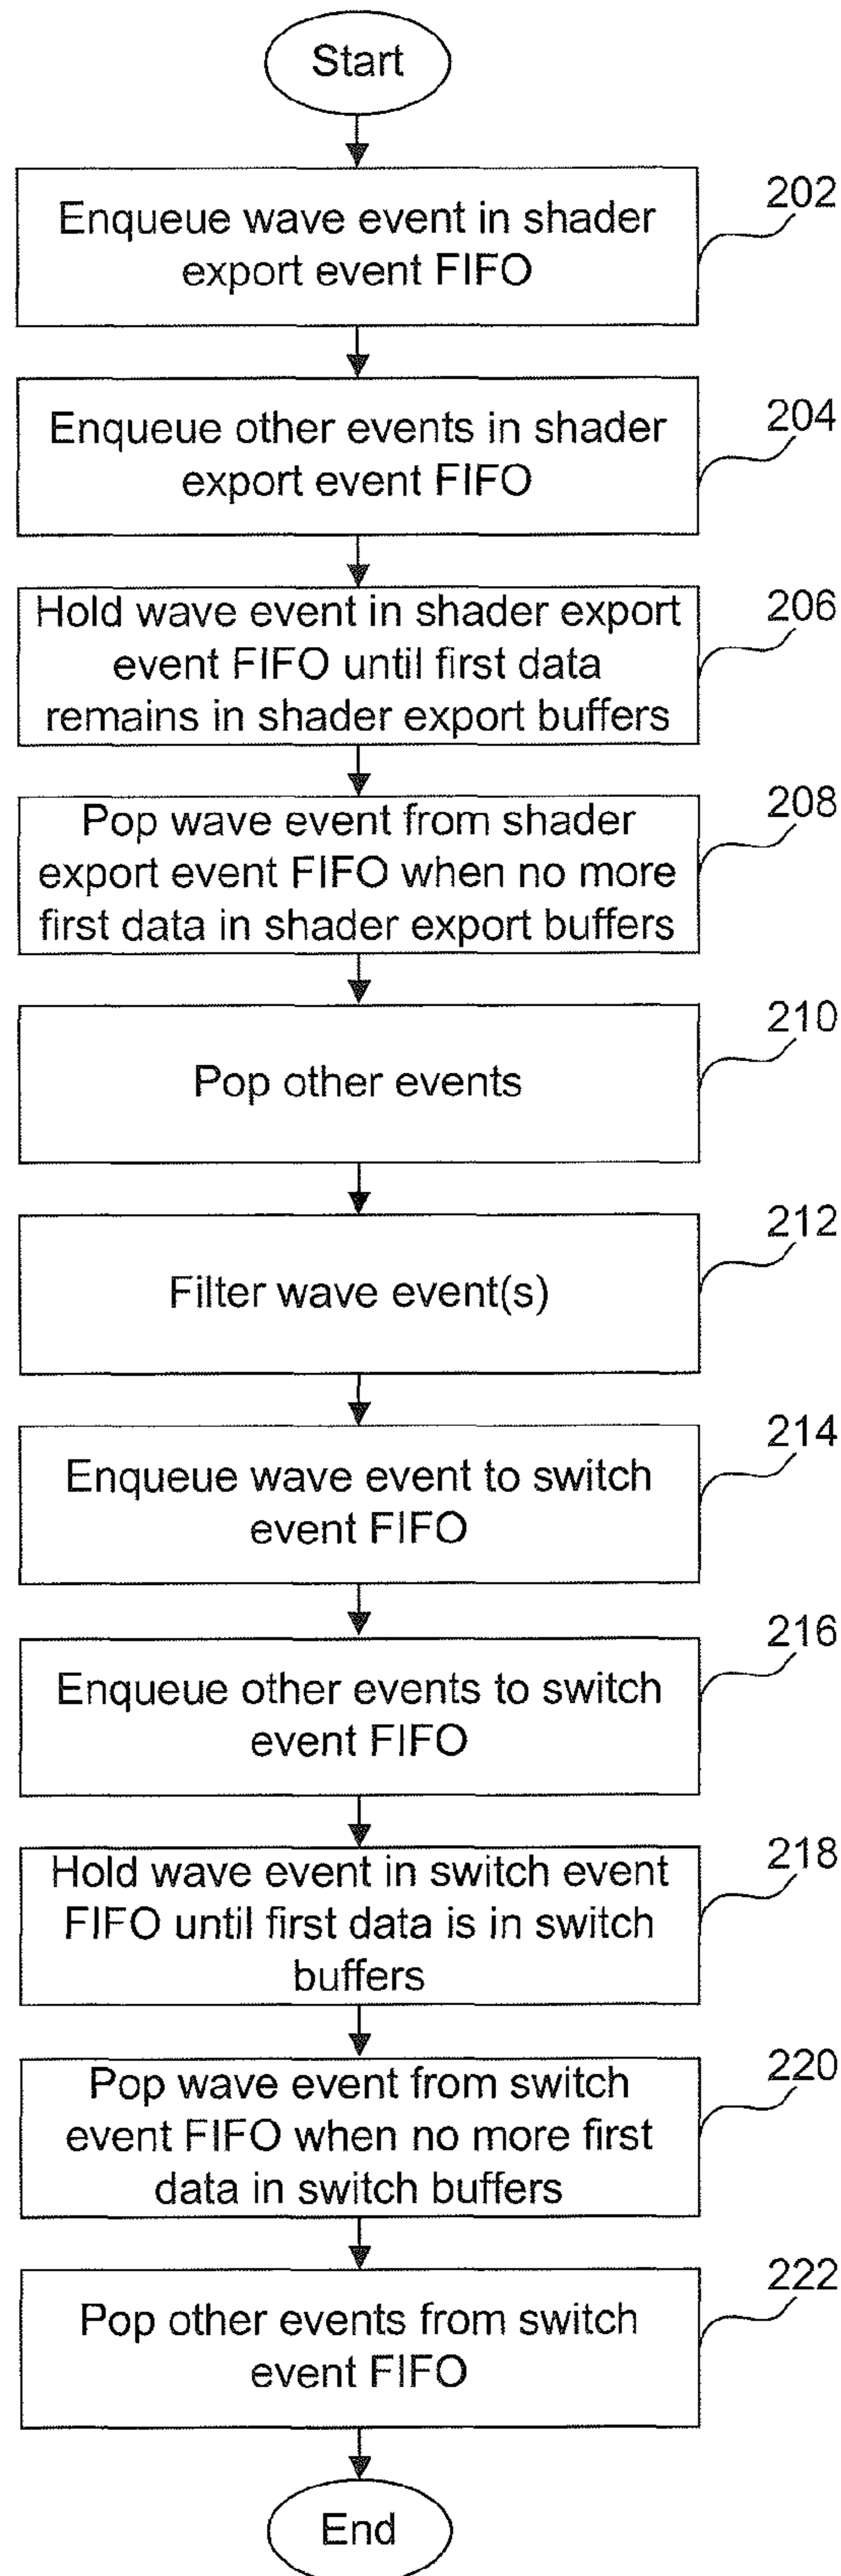 Start
202
Enqueue wave event in shader
export event FIFO
204
Enqueue other events in shader
export event FIFO
206
Hold wave event in shader export
event FIFO until first data
remains in shader export buffers
208
Pop wave event from shader
export event FIFO when no more
first data in shader export buffers
210
Pop other events
212
Filter wave event(s)
214
Enqueue wave event to switch
event FIFO
216
Enqueue other events to switch
event FIFO
218
Hold wave event in switch event
FIFO until first data is in switch
buffers
220
Pop wave event from switch
event FIFO when no more first
data in switch buffers
222
Pop other events from switch
event FIFO
End